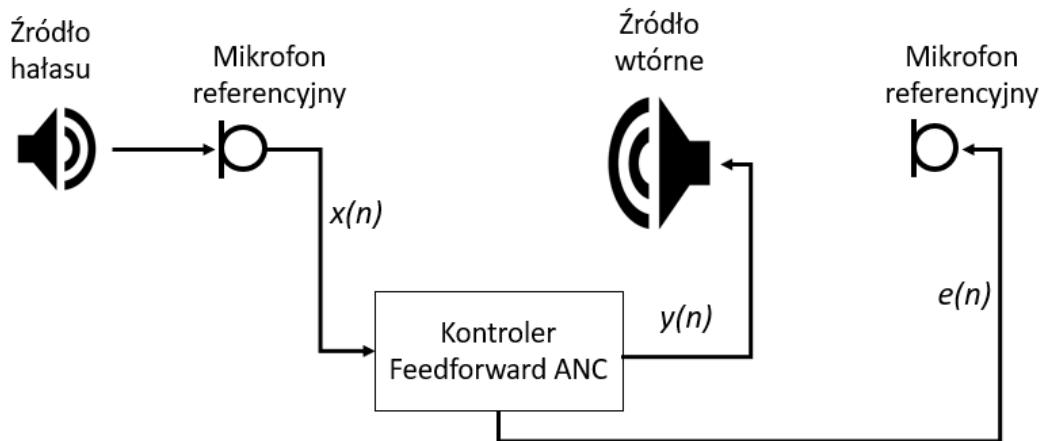 Źródło
hałasu
Mikrofon
referencyjny
Źródło
wtórne
Mikrofon
referencyjny
x(n)
Kontroler
Feedforward ANC
y(n)
e(n)